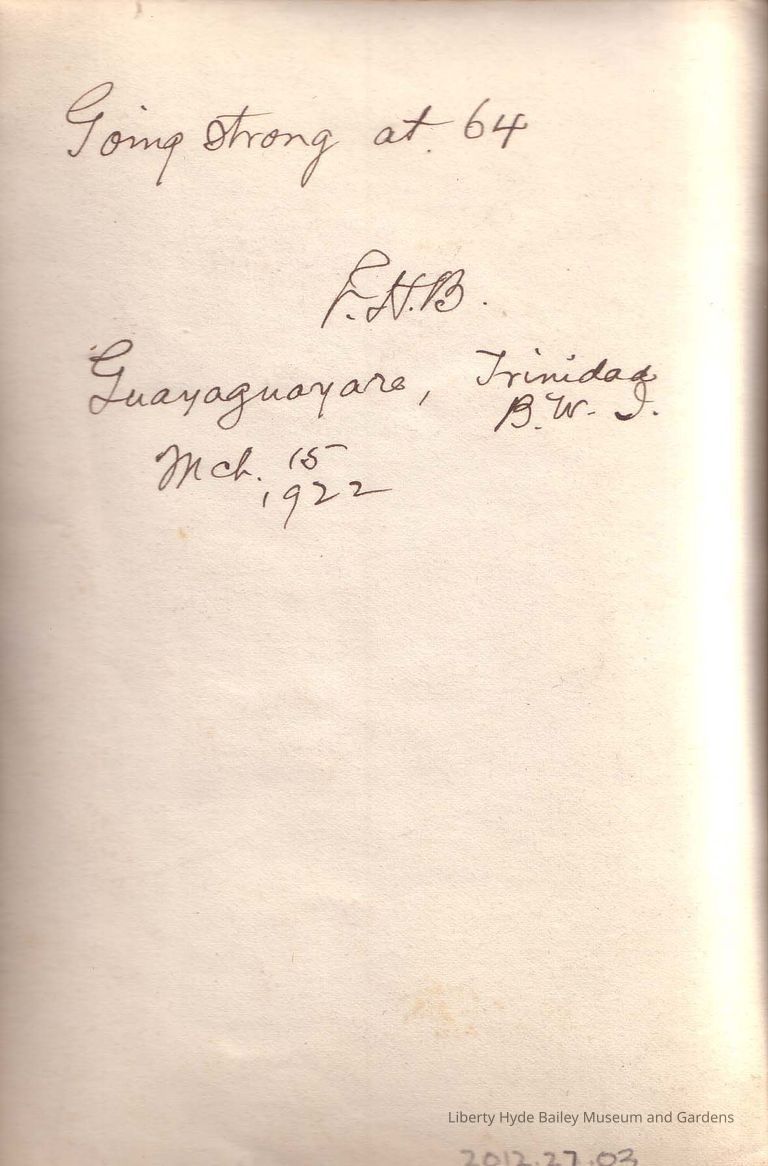 Going strong at 64
L.H.B.
Guayaguayare, Trinidad
B.W.I.
Mch. 15
1922
Liberty Hyde Bailey Museum and Gardens
2012.27.03